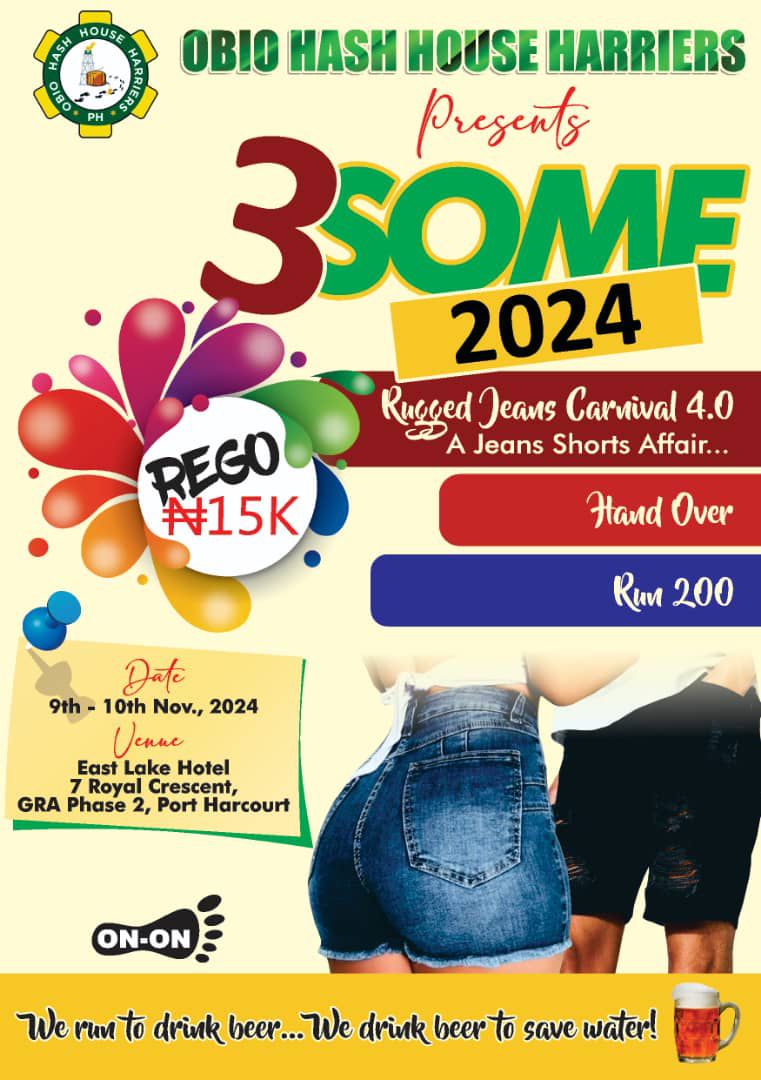 OBIO HASH HOUSE HARRIERS
PH
OBIO HASH HOUSE HARRIERS
Presents
3SOME
2024
Rugged Jeans Carnival 4.0
A Jeans Shorts Affair...
REGO
₦15K
Hand Over
Run 200
Date
9th - 10th Nov., 2024
Venue
East Lake Hotel
7 Royal Crescent,
GRA Phase 2, Port Harcourt
ON-ON
We run to drink beer...We drink beer to save water!